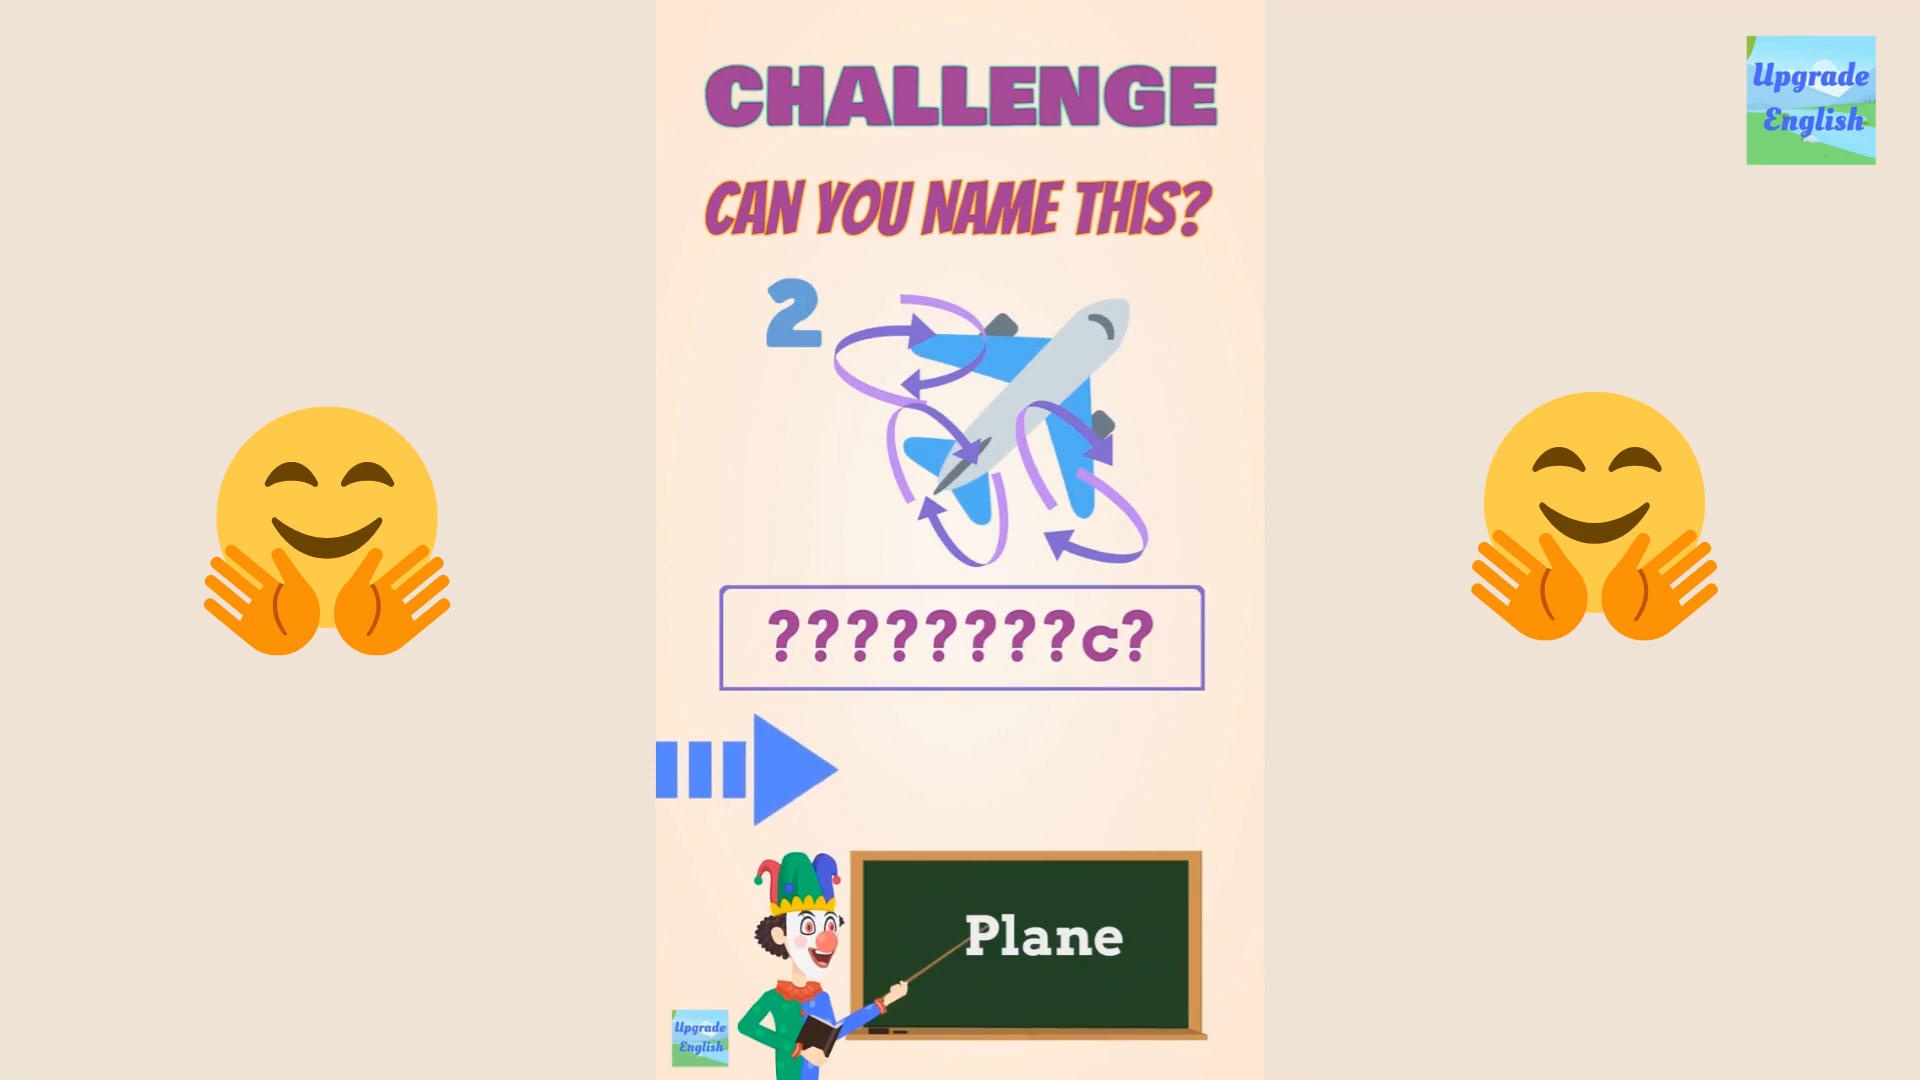 CHALLENGE
CAN YOU NAME THIS?
2
????????c?
Plane
Upgrade
English
Upgrade
English